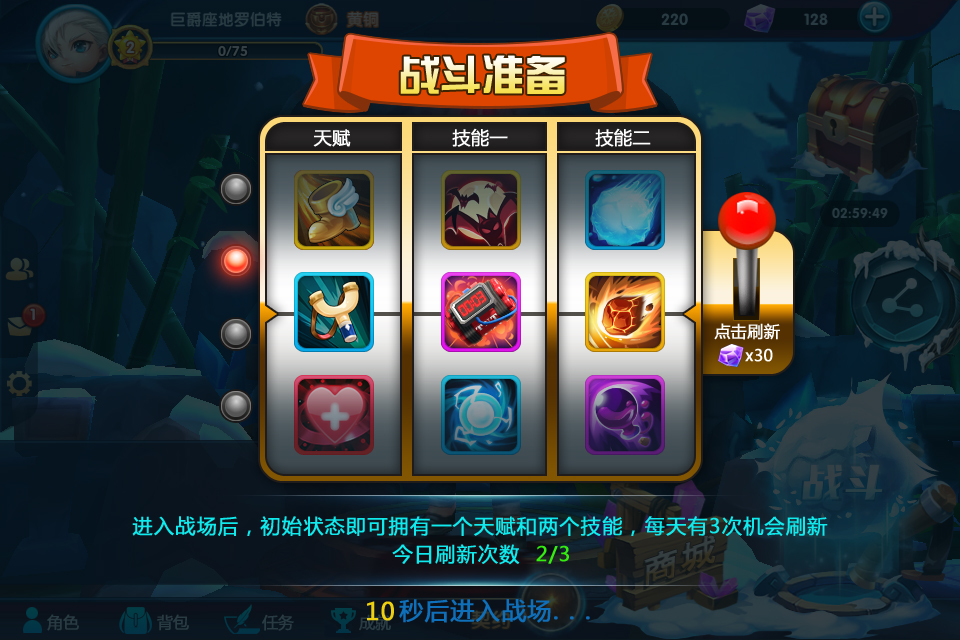 巨爵座地罗伯特
黄铜
220
128
2
0/75
战斗准备
天赋
技能一
技能二
02:59:49
0003
1
点击刷新
x30
战斗
进入战场后，初始状态即可拥有一个天赋和两个技能，每天有3次机会刷新
今日刷新次数 2/3
商城
10秒后进入战场. . .
角色
背包
任务
成就